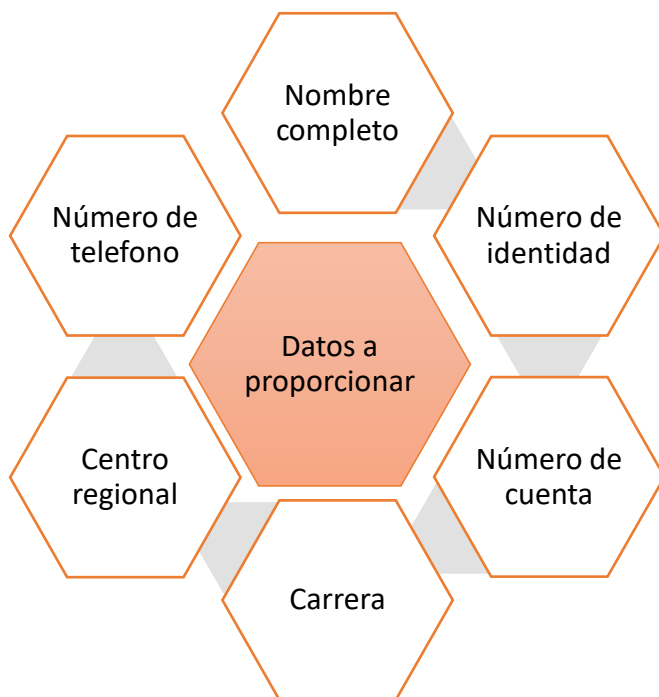 Nombre
completo
Número de
identidad
Número de
cuenta
Carrera
Centro
regional
Número de
telefono
Datos a
proporcionar